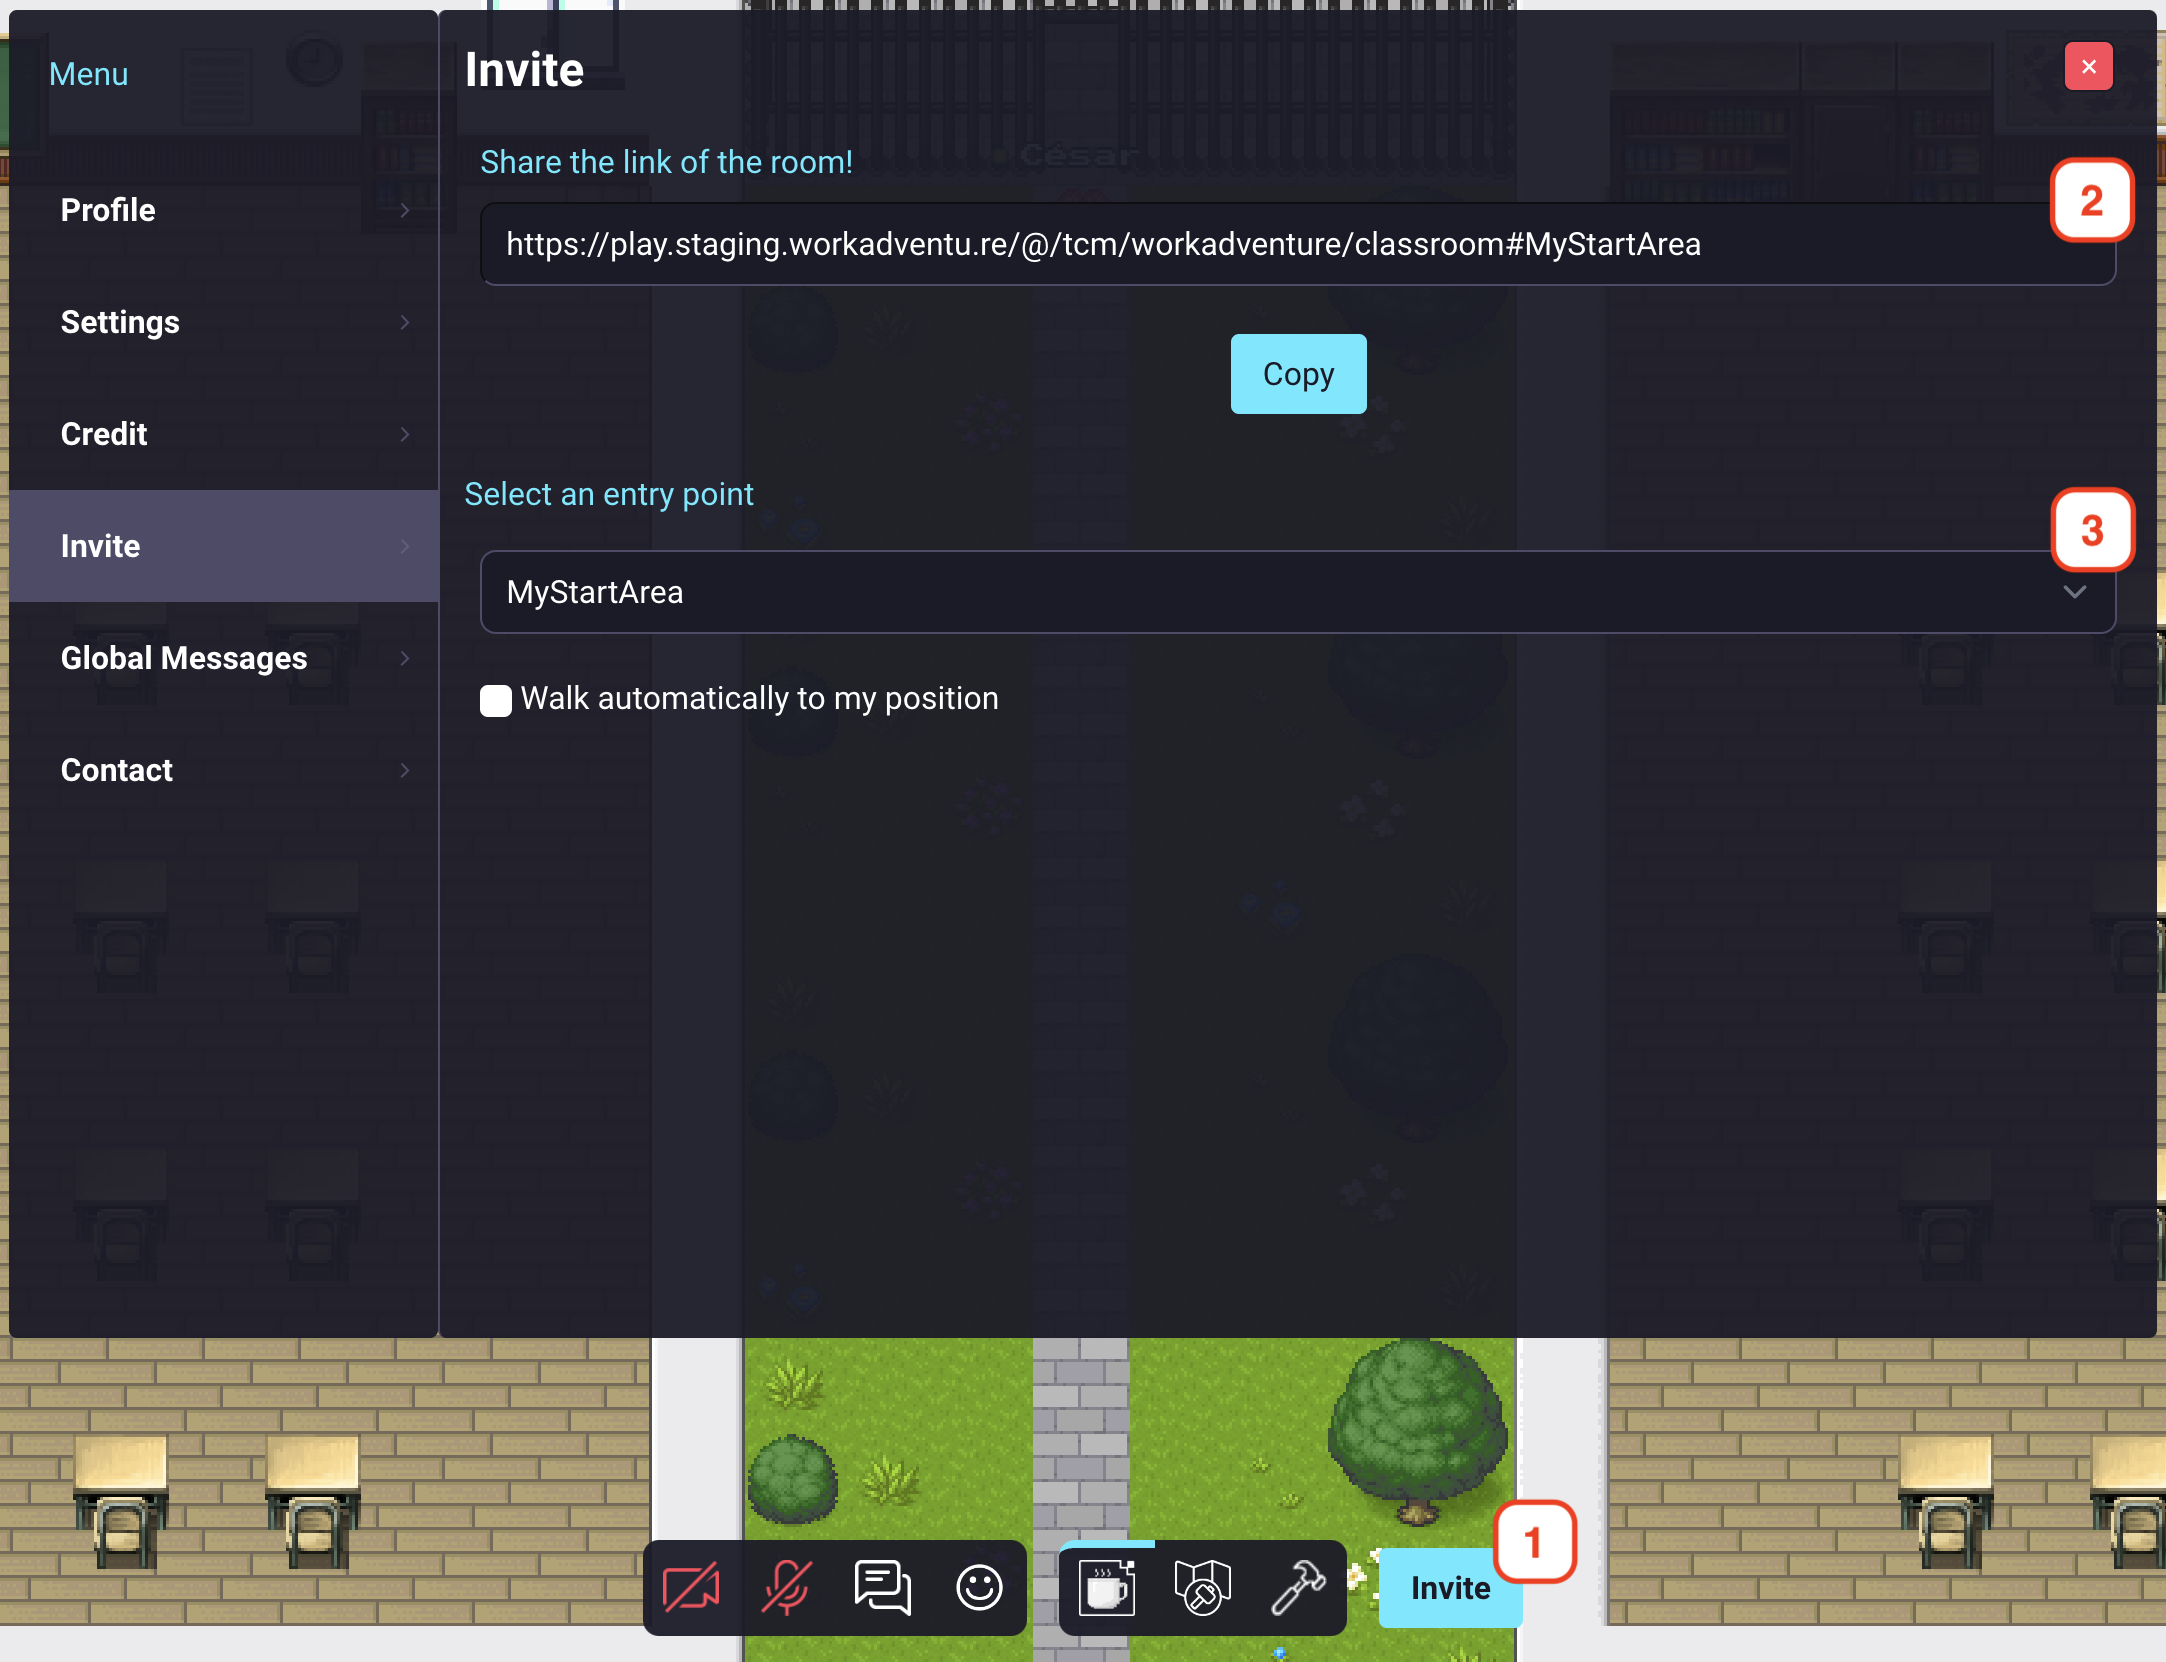 Menu
Profile
Settings
Credit
Invite
Global Messages
Contact
Invite
César
Share the link of the room!
2
https://play.staging.workadventu.re/@/tcm/workadventure/classroom#MyStartArea
Copy
Select an entry point
3
MyStartArea
Walk automatically to my position
1
Invite